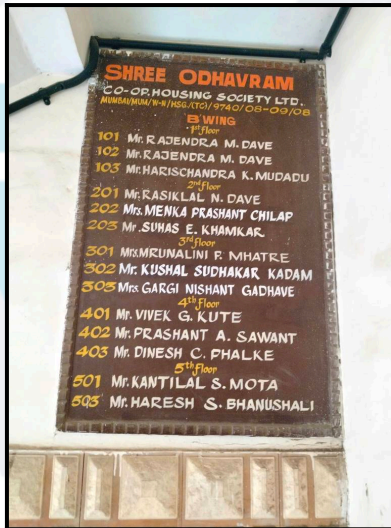 SHREE ODHAVRAM
CO-OP. HOUSING SOCIETY LTD.
MUMBAI/MUM/W-N/HSG/(TC)/9740/08-09/08
B'WING
1st floor
101 Mr. RAJENDRA M. DAVE
102 Mr. RAJENDRA M. DAVE
103 Mr. HARISCHANDRA K. MUDADU
2nd floor
201 Mr. RASIKLAL N. DAVE
202 Mrs. MENKA PRASHANT CHILAP
203 Mr. SUHAS E. KHAMKAR
3rd floor
301 Mrs. MRUNALINI P. MHATRE
302 Mr. KUSHAL SUDHAKAR KADAM
303 Mrs. GARGI NISHANT GADHAVE
4th floor
401 Mr. VIVEK G. KUTE
402 Mr. PRASHANT A. SAWANT
403 Mr. DINESH C. PHALKE
5th floor
501 Mr. KANTILAL S. MOTA
503 Mr. HARESH S. BHANUSHALI